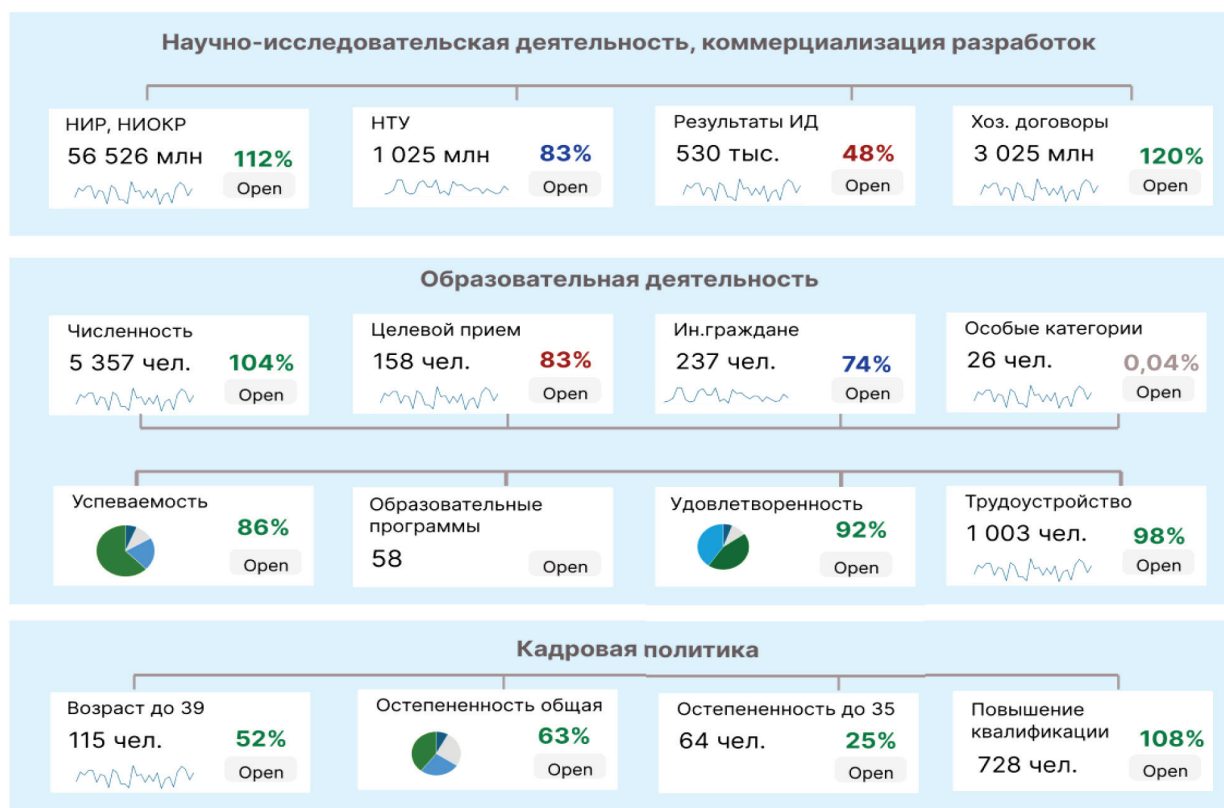 Научно-исследовательская деятельность, коммерциализация разработок
НИР, НИОКР
56 526 млн
112%
Open
НТУ
1 025 млн
83%
Open
Результаты ИД
530 тыс.
48%
Open
Хоз. договоры
3 025 млн
120%
Open
Образовательная деятельность
Численность
5 357 чел.
104%
Open
Целевой прием
158 чел.
83%
Open
Ин.граждане
237 чел.
74%
Open
Особые категории
26 чел.
0,04%
Open
Успеваемость
86%
Open
Образовательные
программы
58
Open
Удовлетворенность
92%
Open
Трудоустройство
1 003 чел.
98%
Open
Кадровая политика
Возраст до 39
115 чел.
52%
Open
Остепененность общая
63%
Open
Остепененность до 35
64 чел.
25%
Open
Повышение
квалификации
108%
728 чел.
Open